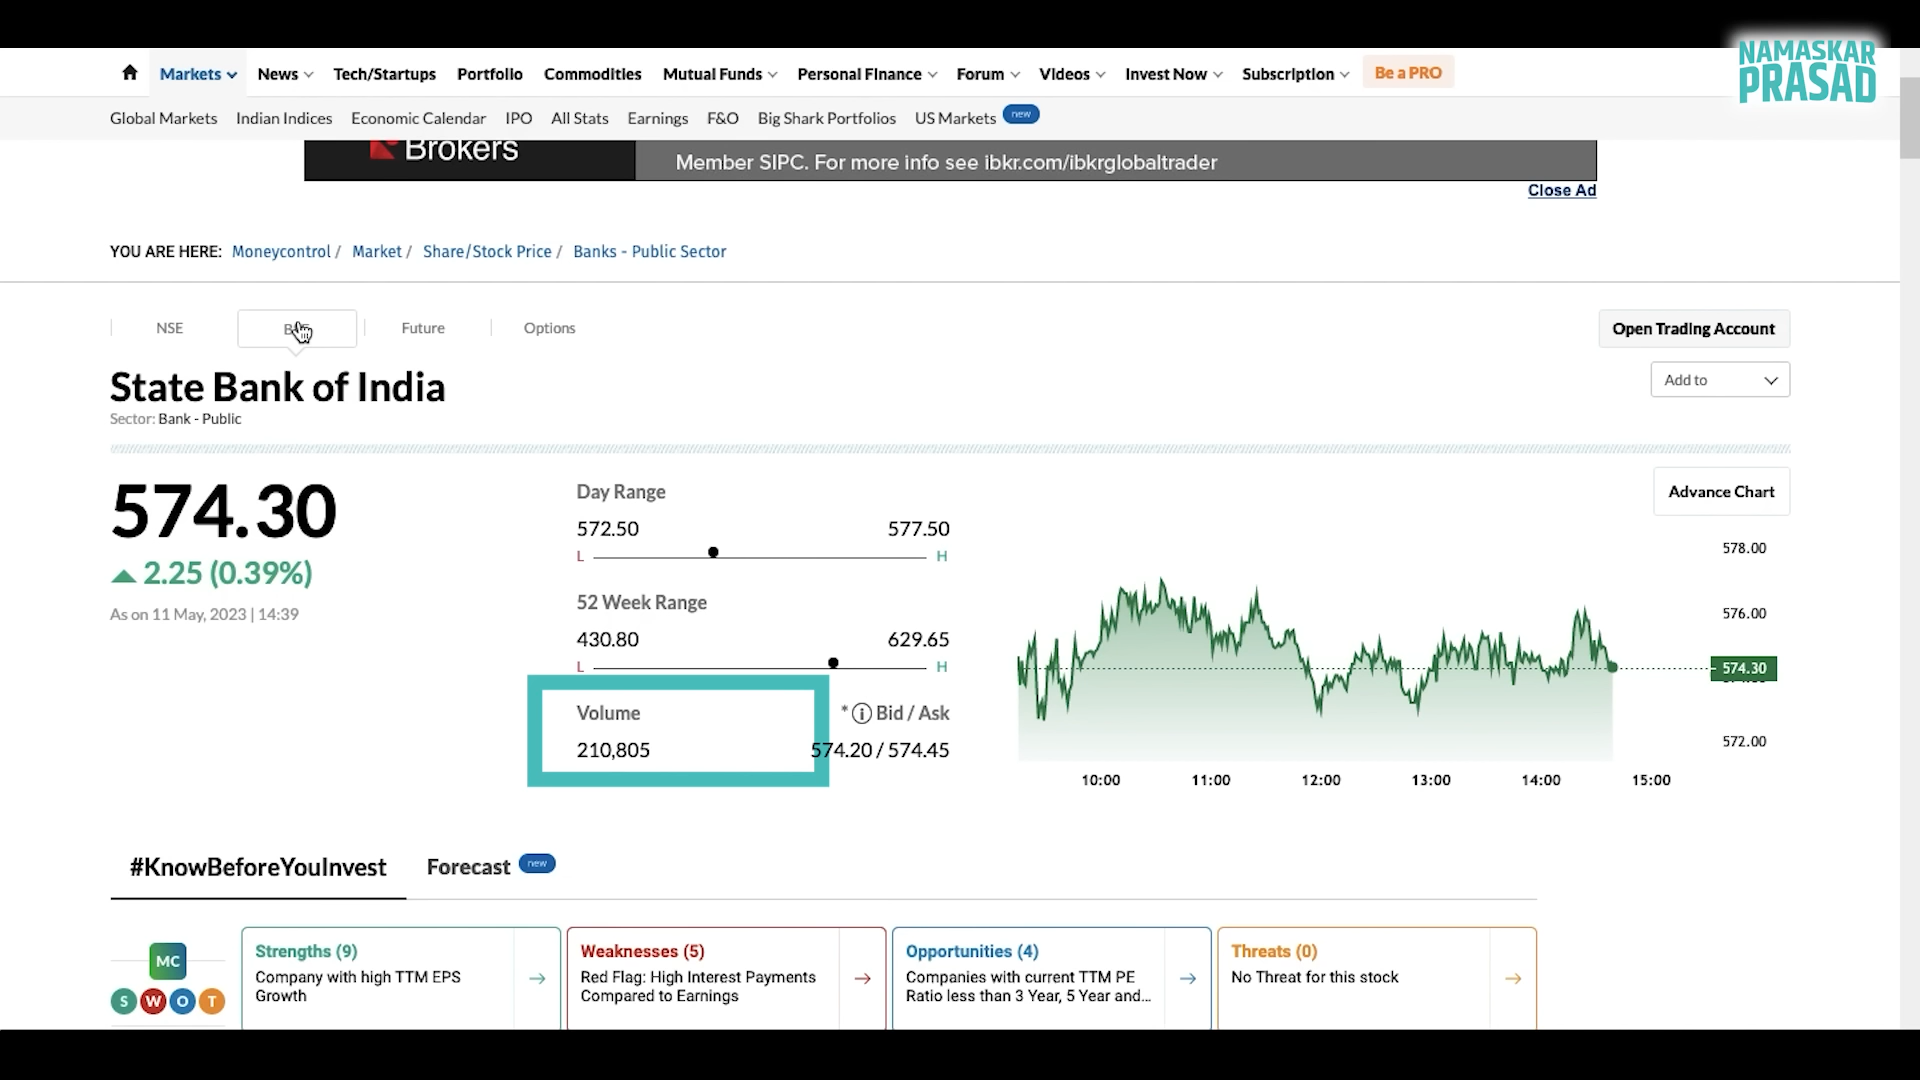 NAMASKAR
PRASAD
Markets News Tech/Startups Portfolio Commodities Mutual Funds Personal Finance Forum Videos Invest Now Subscription Be a PRO
Global Markets Indian Indices Economic Calendar IPO All Stats Earnings F&O Big Shark Portfolios US Markets new
Brokers
Member SIPC. For more info see ibkr.com/ibkrglobaltrader
Close Ad
YOU ARE HERE: Moneycontrol / Market / Share/Stock Price / Banks - Public Sector
NSE Future Options
Open Trading Account
State Bank of India
Add to
Sector: Bank - Public
574.30
2.25 (0.39%)
As on 11 May, 2023 | 14:39
Day Range
572.50 577.50
L H
52 Week Range
430.80 629.65
L H
Volume * Bid / Ask
210,805 574.20 / 574.45
Advance Chart
578.00
576.00
574.30
572.00
10:00 11:00 12:00 13:00 14:00 15:00
#KnowBeforeYouInvest Forecast new
MC
S W O T
Strengths (9)
Company with high TTM EPS
Growth
Weaknesses (5)
Red Flag: High Interest Payments
Compared to Earnings
Opportunities (4)
Companies with current TTM PE
Ratio less than 3 Year, 5 Year and...
Threats (0)
No Threat for this stock